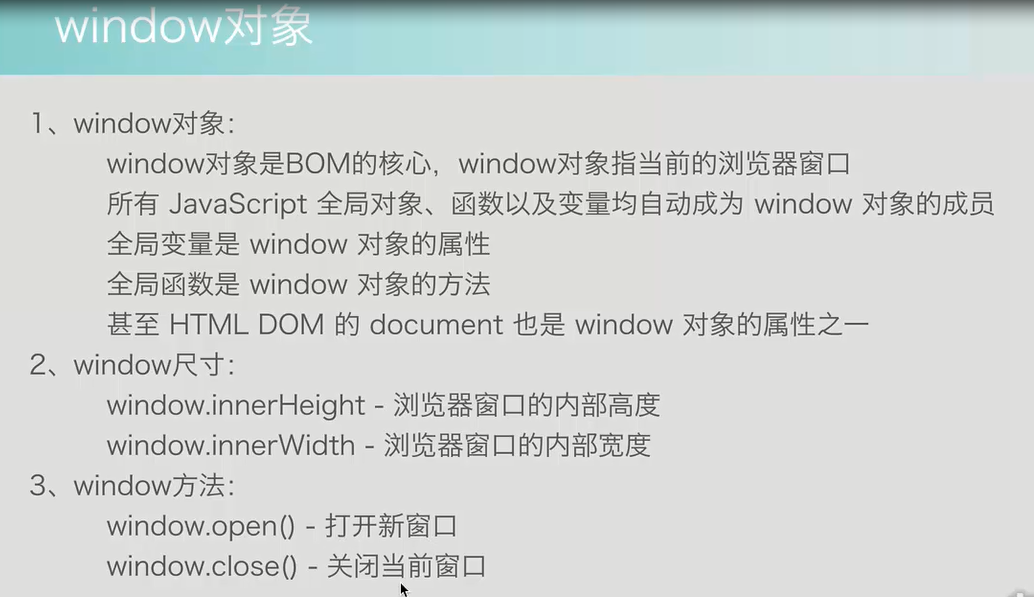 window对象
1、window对象：
window对象是BOM的核心，window对象指当前的浏览器窗口
所有 JavaScript 全局对象、函数以及变量均自动成为 window 对象的成员
全局变量是 window 对象的属性
全局函数是 window 对象的方法
甚至 HTML DOM 的 document 也是 window 对象的属性之一
2、window尺寸：
window.innerHeight - 浏览器窗口的内部高度
window.innerWidth - 浏览器窗口的内部宽度
3、window方法：
window.open() - 打开新窗口
window.close() - 关闭当前窗口